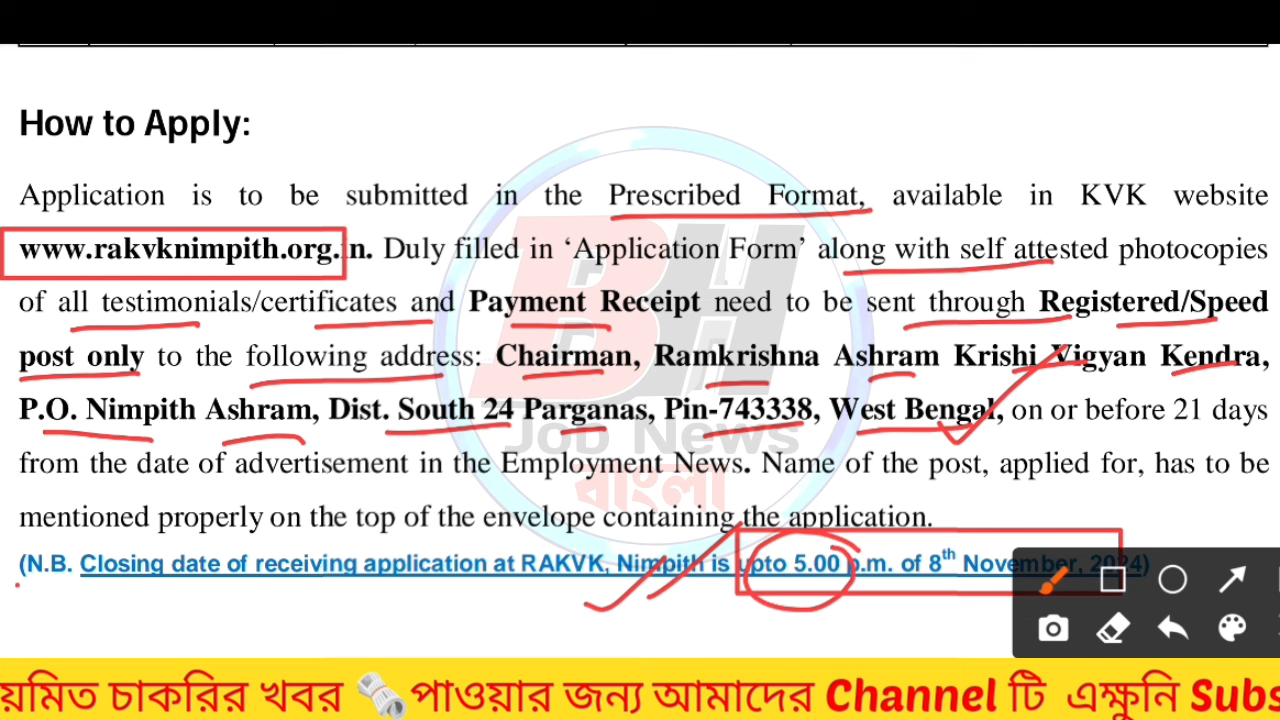 How to Apply:
Application is to be submitted in the Prescribed Format, available in KVK website
www.rakvknimpith.org.in. Duly filled in ‘Application Form’ along with self attested photocopies
of all testimonials/certificates and Payment Receipt need to be sent through Registered/Speed
post only to the following address: Chairman, Ramkrishna Ashram Krishi Vigyan Kendra,
P.O. Nimpith Ashram, Dist. South 24 Parganas, Pin-743338, West Bengal, on or before 21 days
from the date of advertisement in the Employment News. Name of the post, applied for, has to be
mentioned properly on the top of the envelope containing the application.
(N.B. Closing date of receiving application at RAKVK, Nimpith is upto 5.00 p.m. of 8th November, 2024)
BH
Job News
বাংলা
য়মিত চাকরির খবর পাওয়ার জন্য আমাদের Channel টি এক্ষুনি Subs